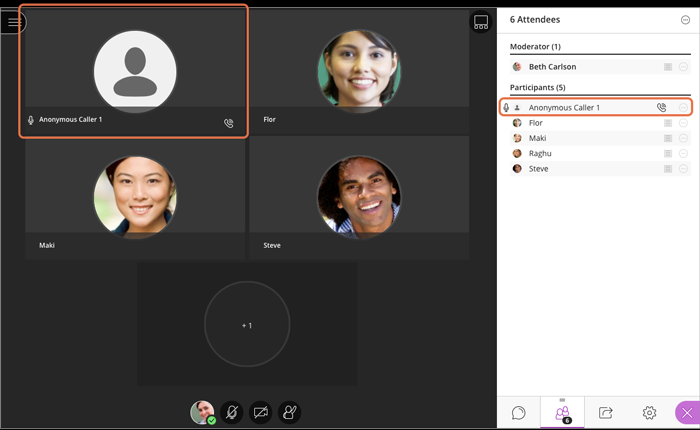 Anonymous Caller 1
Flor
Maki
Steve
+ 1
6 Attendees
Moderator (1)
Beth Carlson
Participants (5)
Anonymous Caller 1
Flor
Maki
Raghu
Steve
6